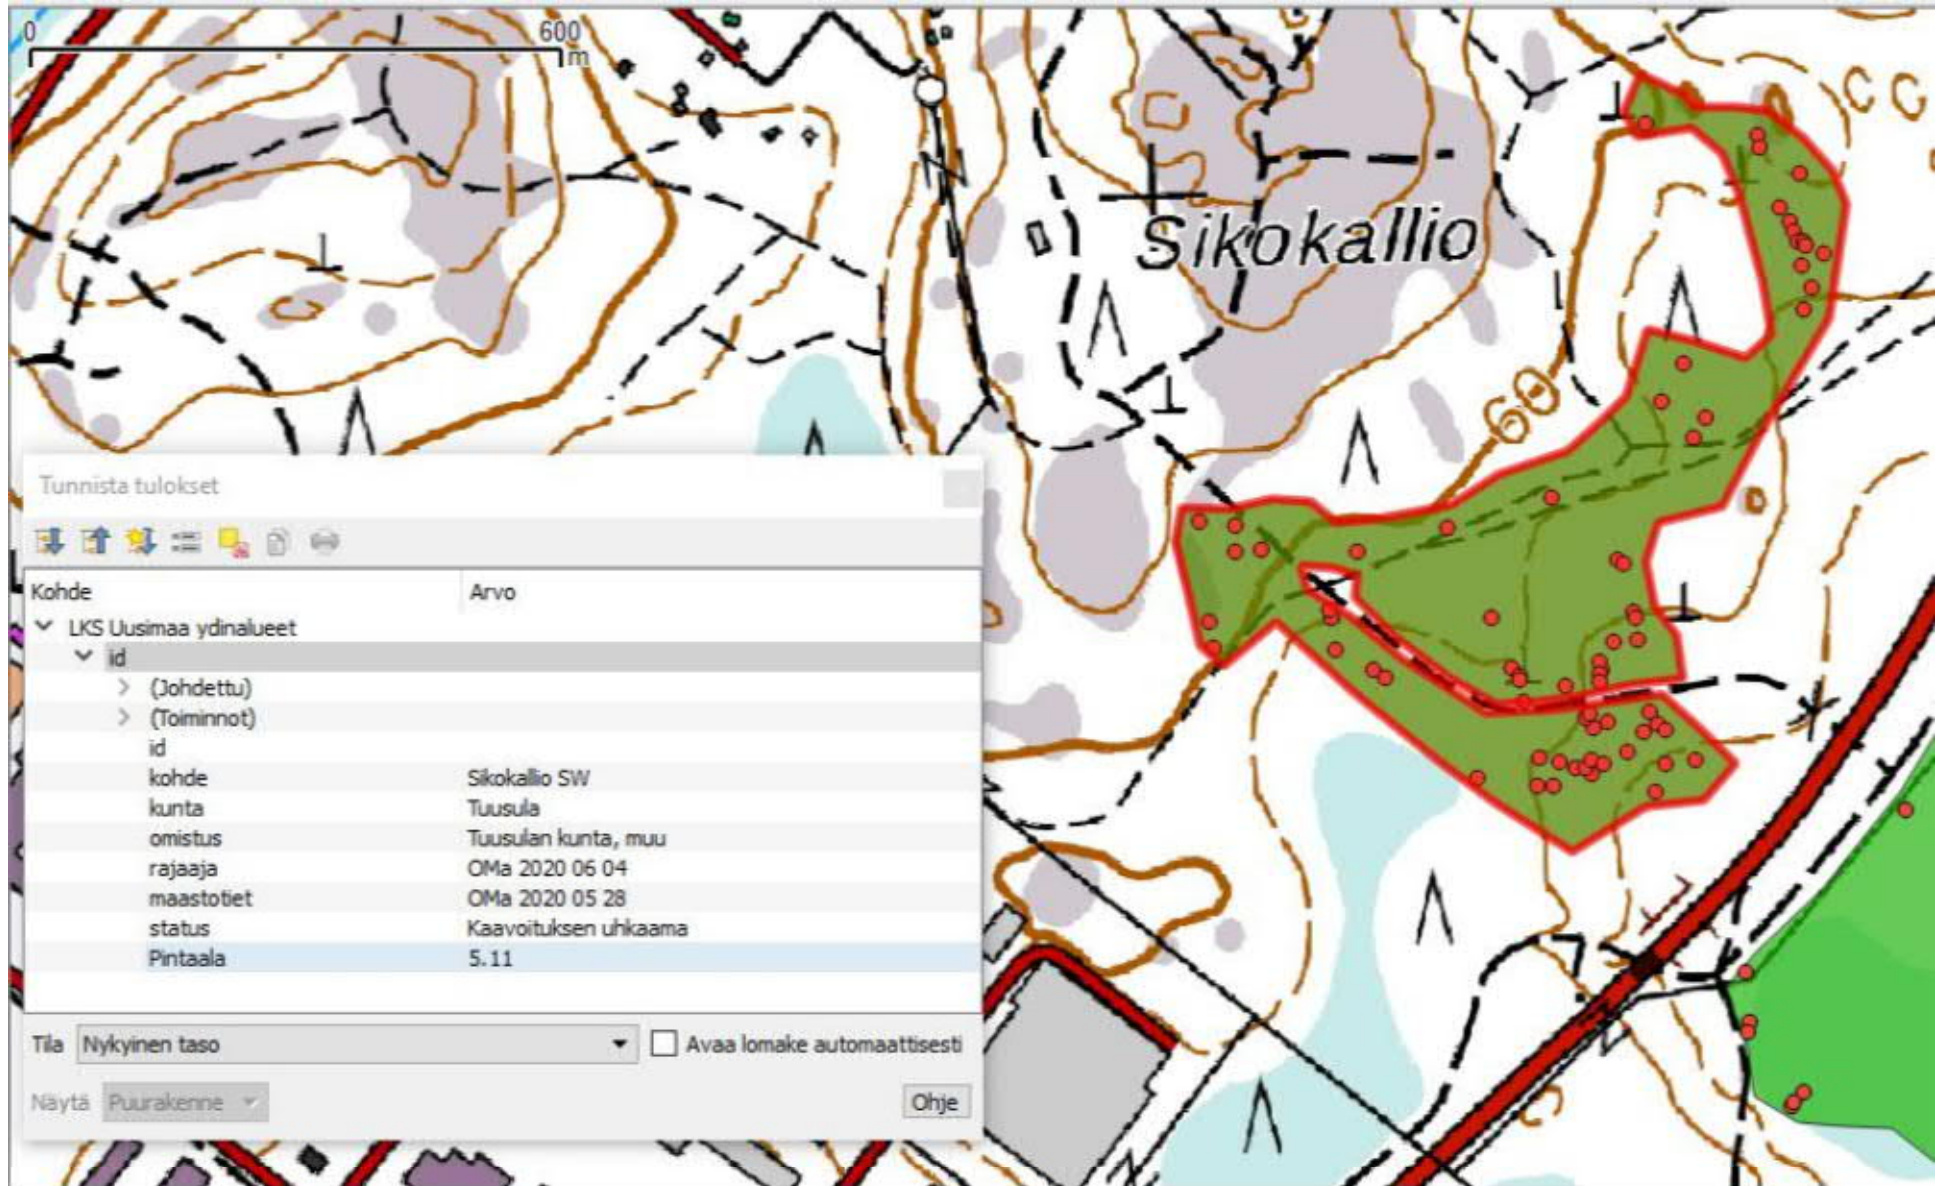 0 600
m
Sikokallio
60
Tunnista tulokset
Kohde Arvo
LKS Uusimaa ydinalueet
id
(Johdettu)
(Toiminnot)
id
kohde Sikokallio SW
kunta Tuusula
omistus Tuusulan kunta, muu
rajaaja OMa 2020 06 04
maastotiet OMa 2020 05 28
status Kaavoituksen uhkaama
Pintaala 5.11
Tila Nykyinen taso Avaa lomake automaattisesti
Näytä Puurakenne Ohje